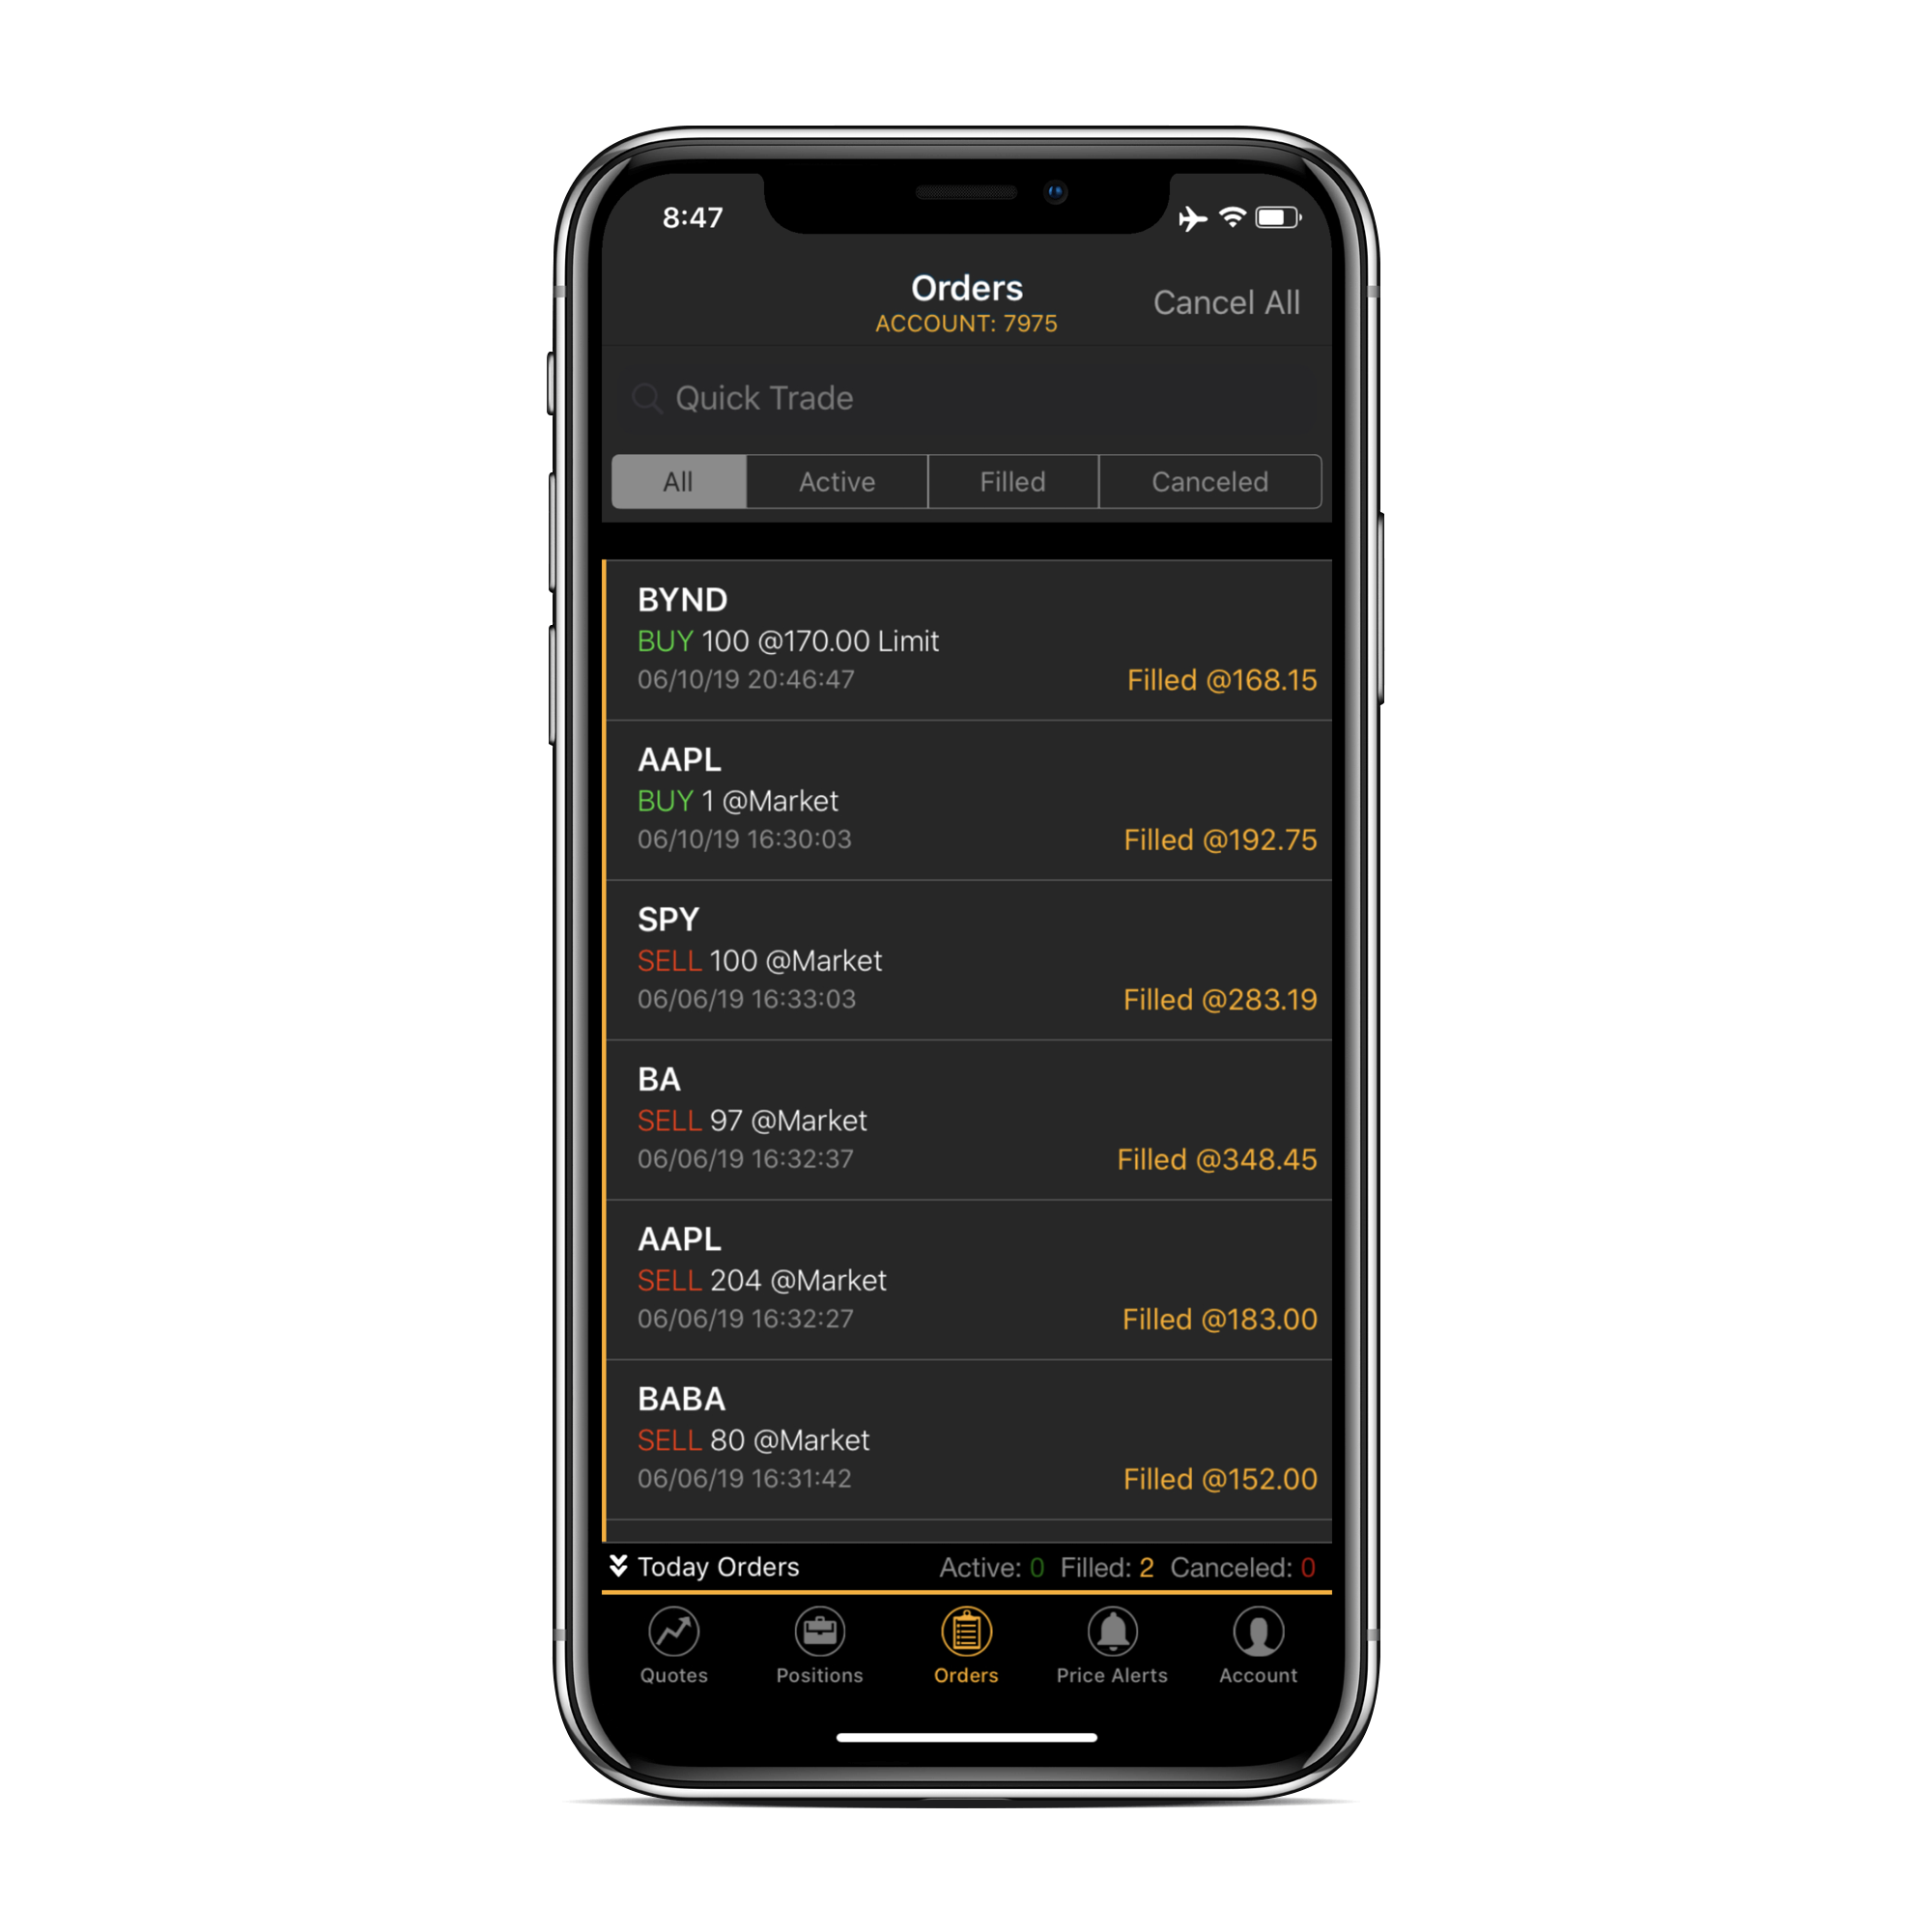 8:47
Orders
ACCOUNT: 7975
Cancel All
Quick Trade
All Active Filled Canceled
BYND
BUY 100 @170.00 Limit
06/10/19 20:46:47 Filled @168.15
AAPL
BUY 1 @Market
06/10/19 16:30:03 Filled @192.75
SPY
SELL 100 @Market
06/06/19 16:33:03 Filled @283.19
BA
SELL 97 @Market
06/06/19 16:32:37 Filled @348.45
AAPL
SELL 204 @Market
06/06/19 16:32:27 Filled @183.00
BABA
SELL 80 @Market
06/06/19 16:31:42 Filled @152.00
Today Orders Active: 0 Filled: 2 Canceled: 0
Quotes Positions Orders Price Alerts Account